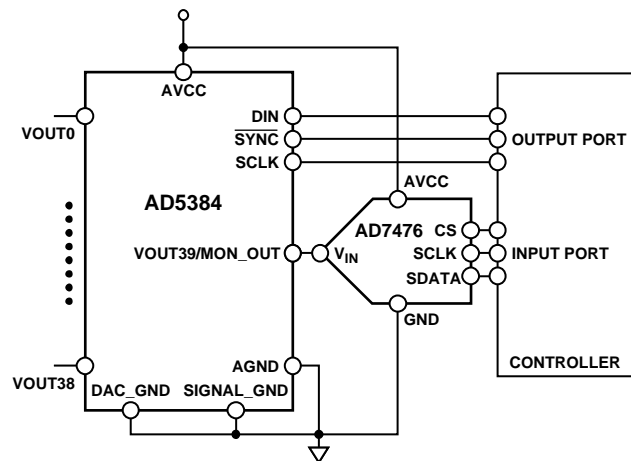 AVCC
VOUT0
DIN
SYNC
SCLK
OUTPUT PORT
AD5384
AVCC
AD7476
CS
VOUT39/MON_OUT
VIN
SCLK
INPUT PORT
SDATA
GND
AGND
CONTROLLER
VOUT38
DAC_GND
SIGNAL_GND